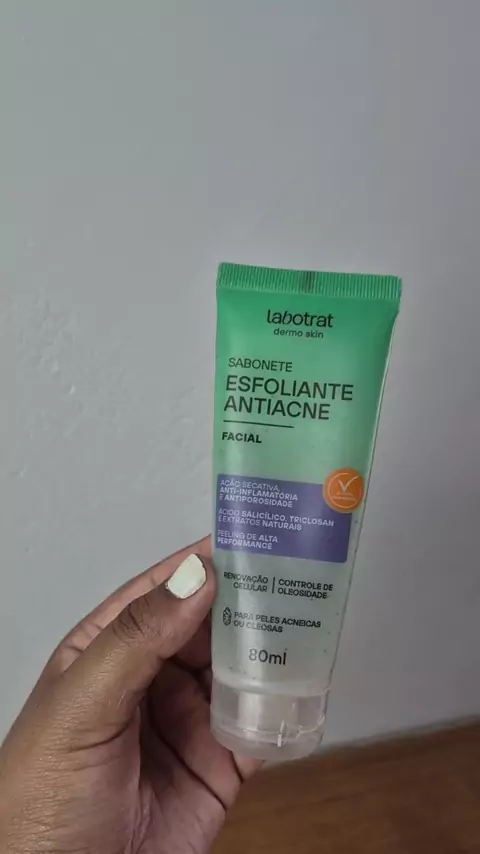 labotrat
dermo skin
SABONETE
ESFOLIANTE
ANTIACNE
FACIAL
AÇÃO SECATIVA,
ANTI-INFLAMATÓRIA
E ANTIPOROSIDADE
ÁCIDO SALICÍLICO, TRICLOSAN
E EXTRATOS NATURAIS
PEELING DE ALTA
PERFORMANCE
RENOVAÇÃO
CELULAR
CONTROLE DE
OLEOSIDADE
PARA PELES ACNEICAS
OU OLEOSAS
80ml